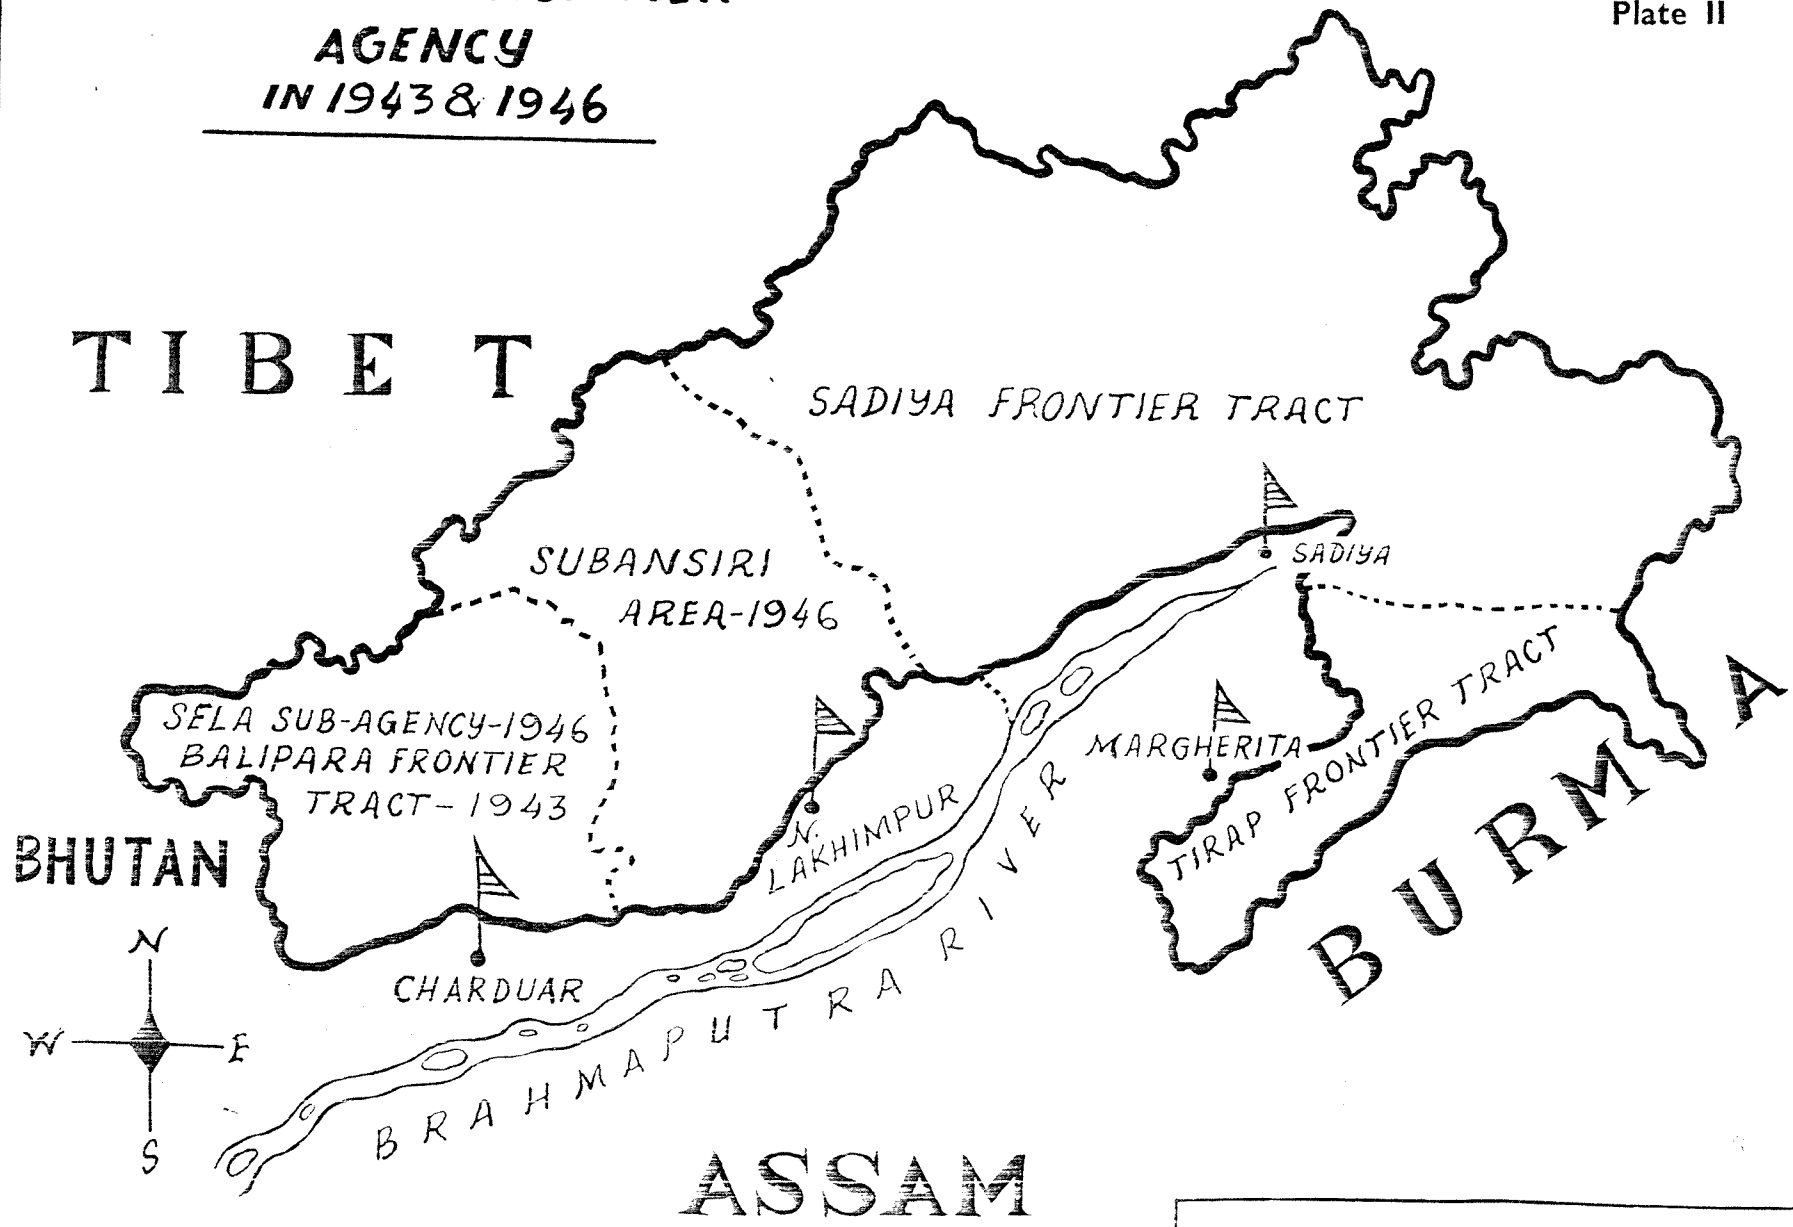 Plate II
AGENCY
IN 1943 & 1946
TIBET
SADIYA FRONTIER TRACT
SADIYA
SUBANSIRI
AREA-1946
SELA SUB-AGENCY-1946
BALIPARA FRONTIER
TRACT-1943
MARGHERITA
TIRAP FRONTIER TRACT
BURMA
N.
LAKHIMPUR
BHUTAN
CHARDUAR
BRAHMAPUTRA RIVER
N
W
E
S
ASSAM